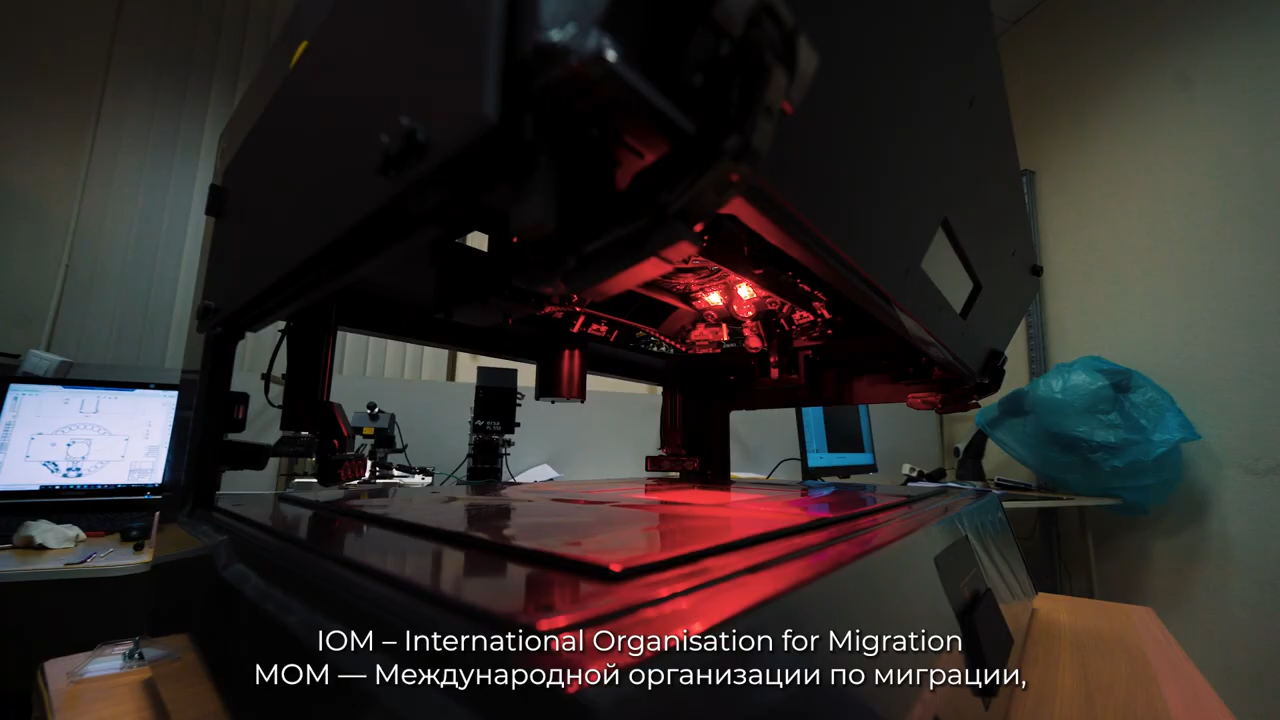 IOM – International Organisation for Migration
МОМ — Международной организации по миграции,